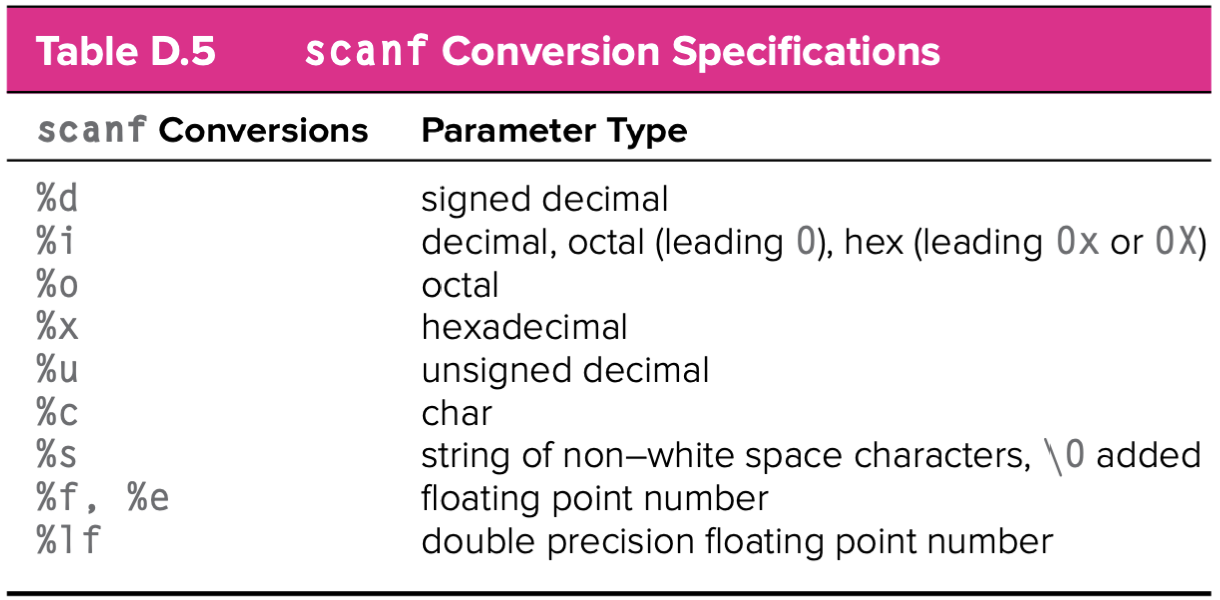 Table D.5 scanf Conversion Specifications
scanf Conversions Parameter Type
%d signed decimal
%i decimal, octal (leading 0), hex (leading 0x or 0X)
%o octal
%x hexadecimal
%u unsigned decimal
%c char
%s string of non–white space characters, \0 added
%f, %e floating point number
%lf double precision floating point number